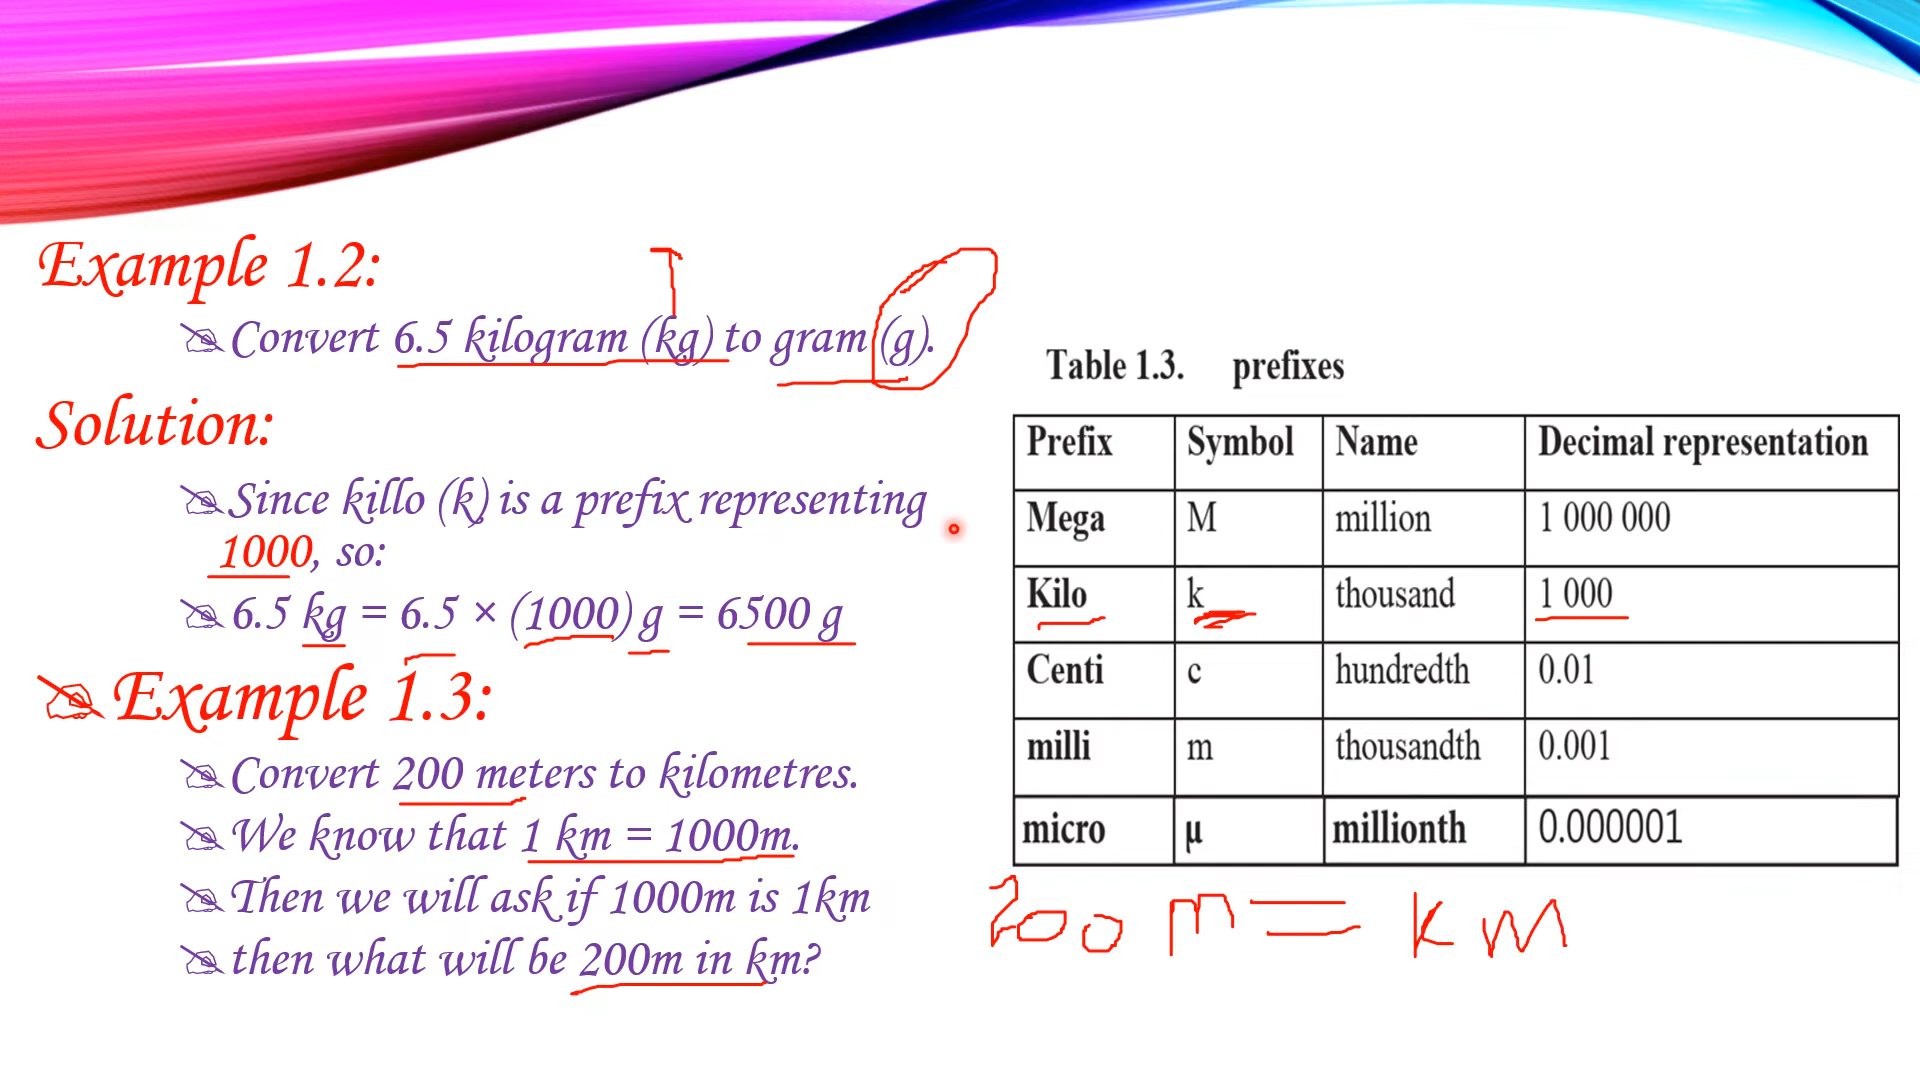 Example 1.2:
Convert 6.5 kilogram (kg) to gram (g).
Solution:
Since killo (k) is a prefix representing
1000, so:
6.5 kg = 6.5 × (1000) g = 6500 g
Example 1.3:
Convert 200 meters to kilometres.
We know that 1 km = 1000m.
Then we will ask if 1000m is 1km
then what will be 200m in km?
Table 1.3. prefixes
Prefix Symbol Name Decimal representation
Mega M million 1 000 000
Kilo k thousand 1 000
Centi c hundredth 0.01
milli m thousandth 0.001
micro µ millionth 0.000001
200 m = km